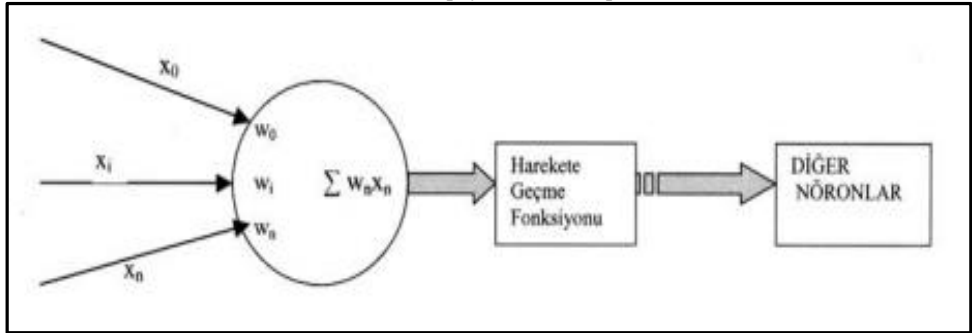 x₀
w₀
xᵢ
wᵢ
∑ wₙxₙ
wₙ
xₙ
Harekete
Geçme
Fonksiyonu
DİĞER
NÖRONLAR